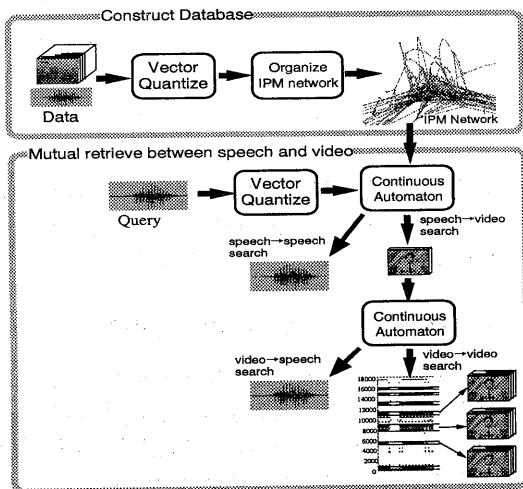 Construct Database
Vector
Quantize
Organize
IPM network
Data
IPM Network
Mutual retrieve between speech and video
Query
Vector
Quantize
Continuous
Automaton
speech→speech
search
speech→video
search
Continuous
Automaton
video→speech
search
video→video
search
18000
16000
14000
12000
10000
8000
6000
4000
2000
0